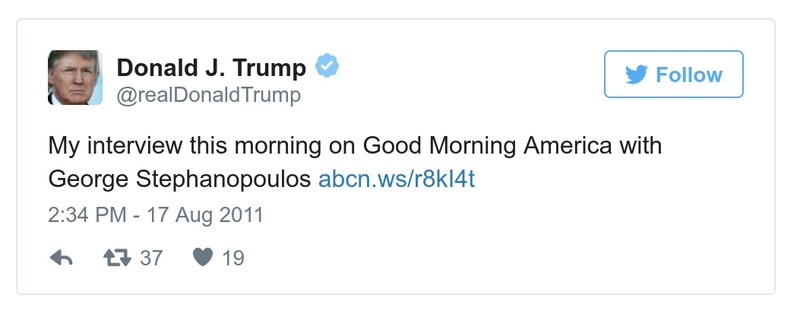 Donald J. Trump
@realDonaldTrump
Follow
My interview this morning on Good Morning America with
George Stephanopoulos abcn.ws/r8kI4t
2:34 PM - 17 Aug 2011
37 19